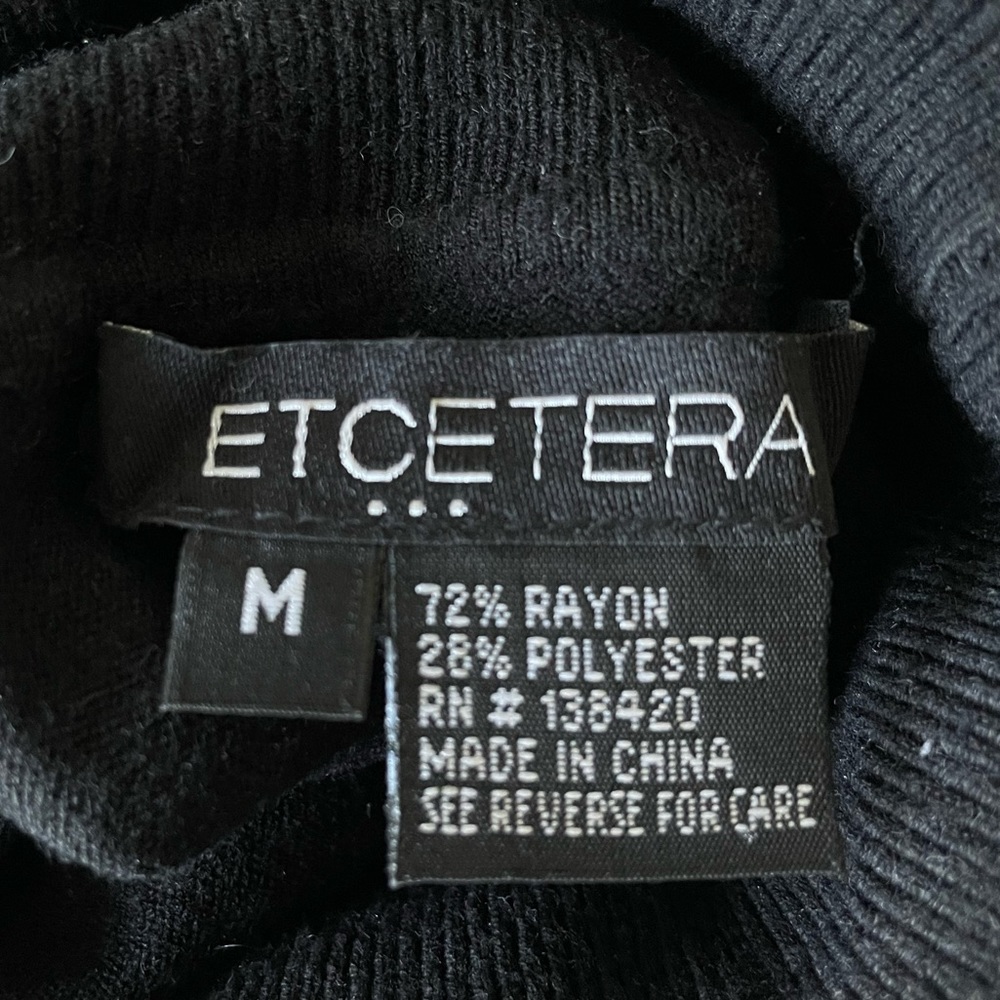 ETCETERA
...
M
72% RAYON
28% POLYESTER
RN # 138420
MADE IN CHINA
SEE REVERSE FOR CARE